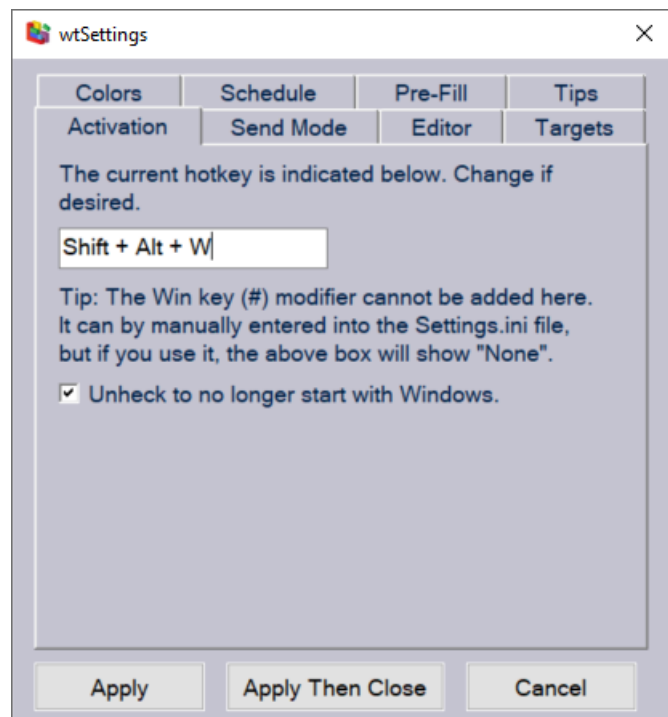 wtSettings
Colors Schedule Pre-Fill Tips
Activation Send Mode Editor Targets
The current hotkey is indicated below. Change if
desired.
Shift + Alt + W
Tip: The Win key (#) modifier cannot be added here.
It can by manually entered into the Settings.ini file,
but if you use it, the above box will show "None".
Unheck to no longer start with Windows.
Apply Apply Then Close Cancel